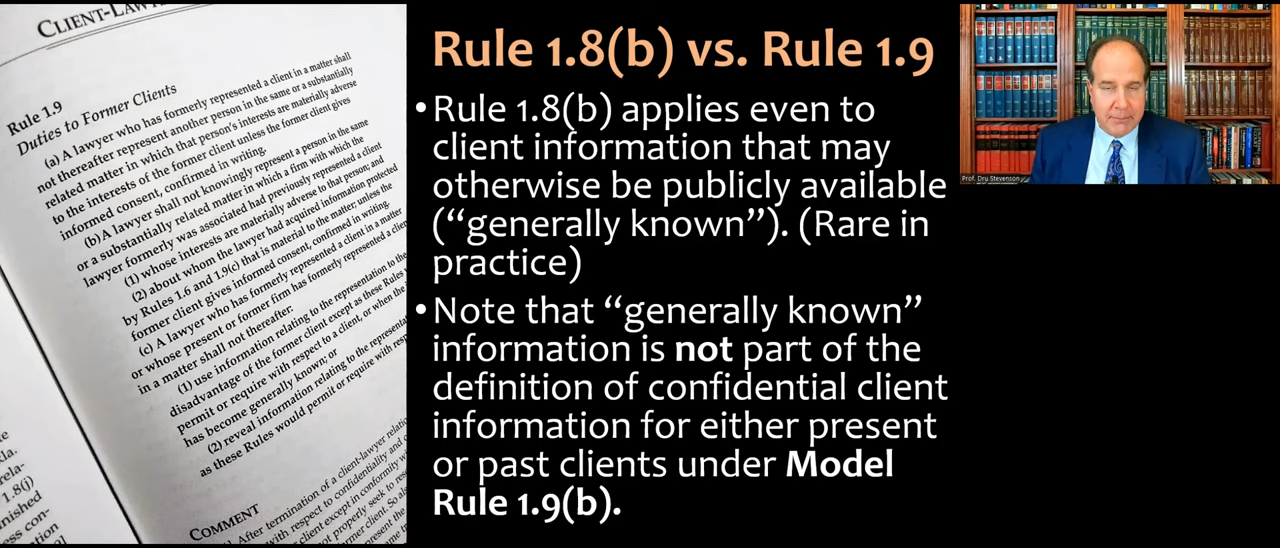 CLIENT-LAW
Rule 1.9
Duties to Former Clients
(a) A lawyer who has formerly represented a client in a matter shall
not thereafter represent another person in the same or a substantially
related matter in which that person's interests are materially adverse
to the interests of the former client unless the former client gives
informed consent, confirmed in writing.
(b) A lawyer shall not knowingly represent a person in the same
or a substantially related matter in which a firm with which the
lawyer formerly was associated had previously represented a client
(1) whose interests are materially adverse to that person; and
(2) about whom the lawyer had acquired information protected
by Rules 1.6 and 1.9(c) that is material to the matter; unless the
former client gives informed consent, confirmed in writing.
(c) A lawyer who has formerly represented a client in a matter
or whose present or former firm has formerly represented a
in a matter shall not thereafter:
(1) use information relating to the representation to the
disadvantage of the former client except as these Rules
permit or require with respect to a client, or when the
has become generally known; or
(2) reveal information relating to the
as these Rules would permit or require with
COMMENT
After termination of a client-lawyer
with respect to confidentiality and
client except in conformity
not properly seek to
1.8(j)
Rule 1.8(b) vs. Rule 1.9
• Rule 1.8(b) applies even to
client information that may
otherwise be publicly available
(“generally known”). (Rare in
practice)
• Note that “generally known”
information is not part of the
definition of confidential client
information for either present
or past clients under Model
Rule 1.9(b).
Prof. Dru Stevenson